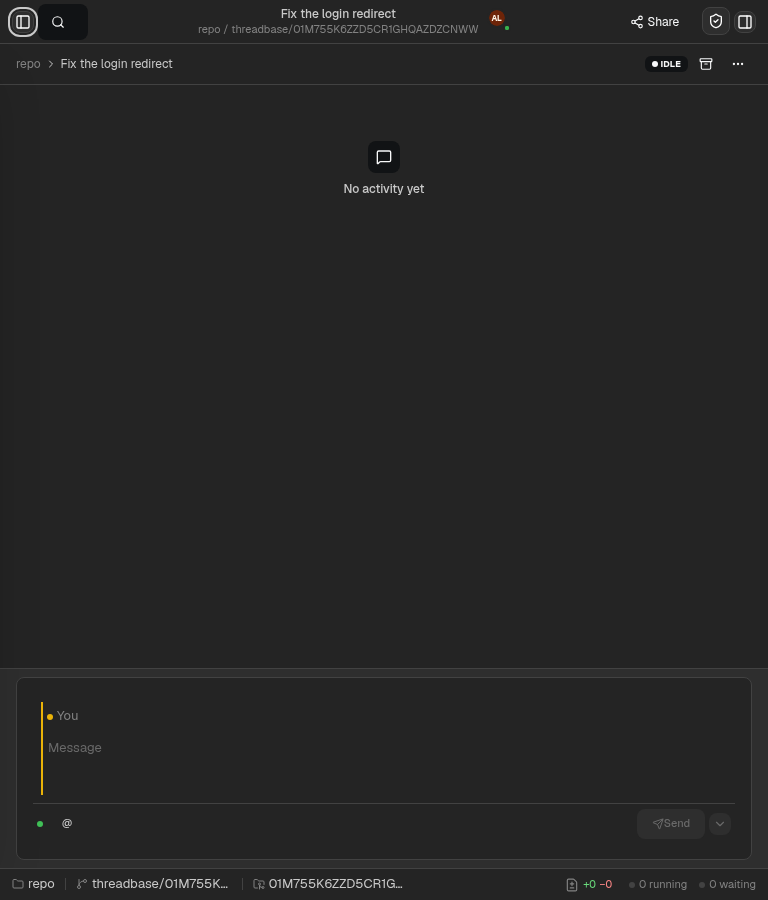 Fix the login redirect
repo / threadbase/01M755K6ZZD5CR1GHQAZDZCNWW
AL
Share
repo > Fix the login redirect
IDLE
No activity yet
You
Message
@
Send
repo
threadbase/01M755K...
01M755K6ZZD5CR1G...
+0 −0
0 running
0 waiting